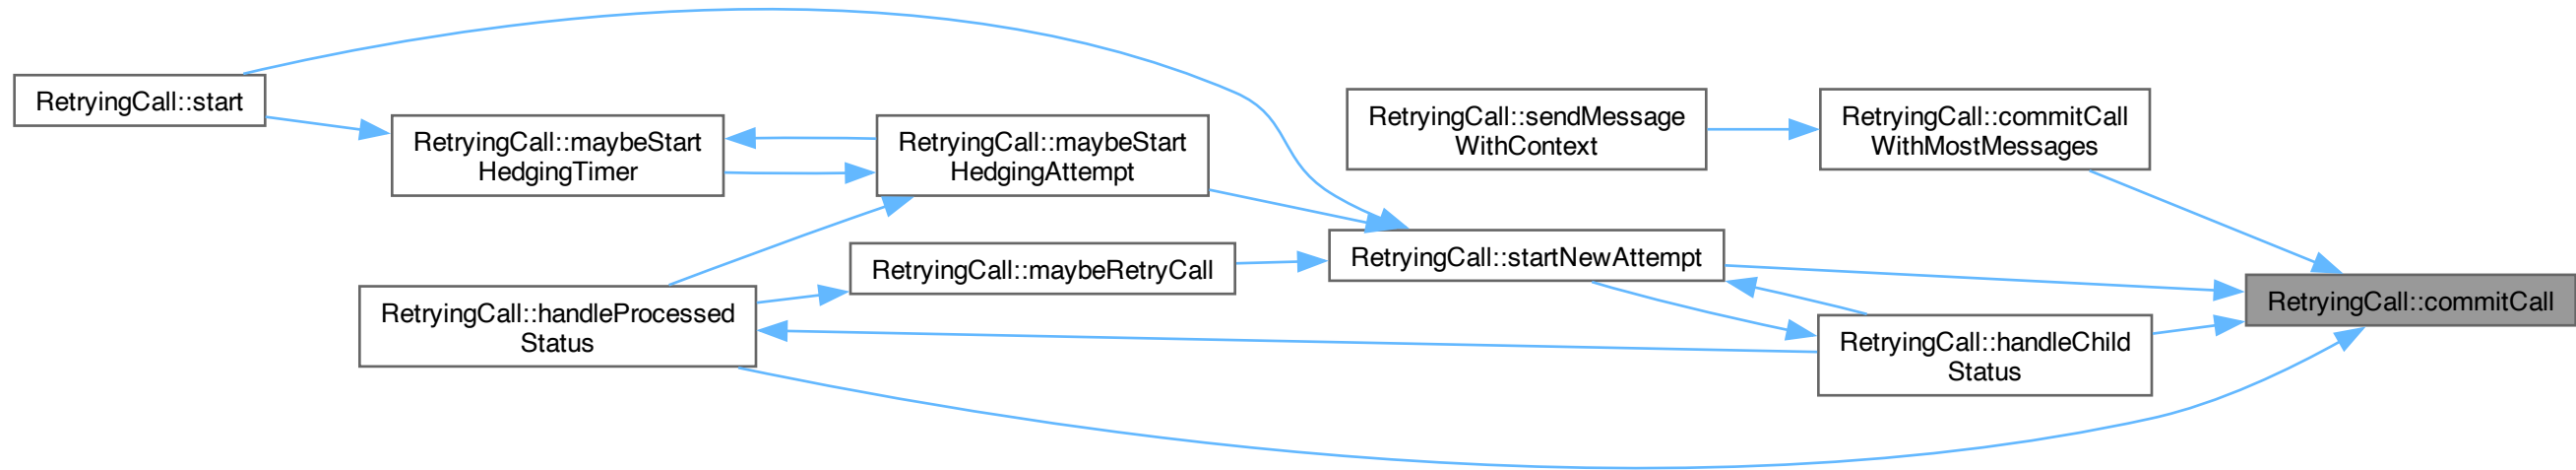 RetryingCall::start
RetryingCall::maybeStart
HedgingTimer
RetryingCall::maybeStart
HedgingAttempt
RetryingCall::sendMessage
WithContext
RetryingCall::commitCall
WithMostMessages
RetryingCall::handleProcessed
Status
RetryingCall::maybeRetryCall
RetryingCall::startNewAttempt
RetryingCall::handleChild
Status
RetryingCall::commitCall